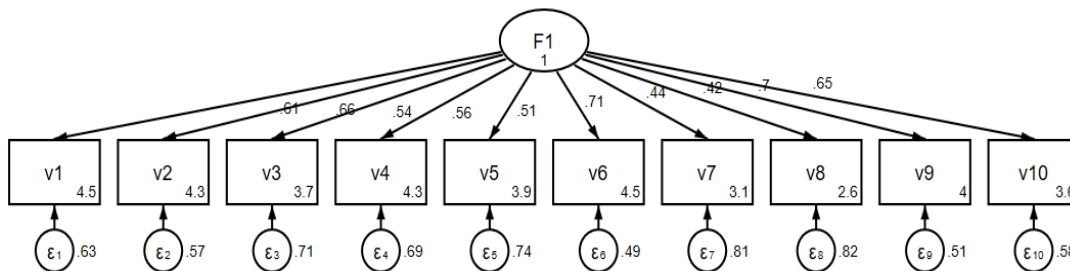 F1
1
.61
.66
.54
.56
.51
.71
.44
.42
.7
.65
v1
4.5
v2
4.3
v3
3.7
v4
4.3
v5
3.9
v6
4.5
v7
3.1
v8
2.6
v9
4
v10
3.6
ε1 .63
ε2 .57
ε3 .71
ε4 .69
ε5 .74
ε6 .49
ε7 .81
ε8 .82
ε9 .51
ε10 .58